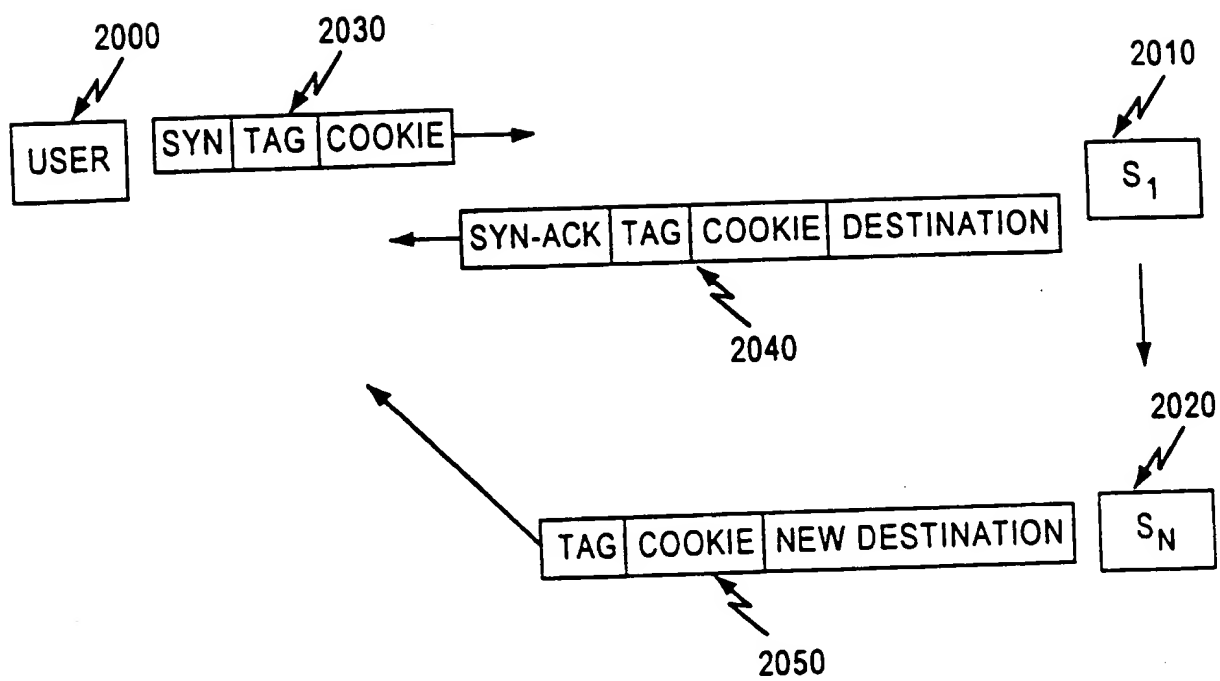 2000
2030
2010
USER
SYN TAG COOKIE
S1
SYN-ACK TAG COOKIE DESTINATION
2040
2020
TAG COOKIE NEW DESTINATION
SN
2050